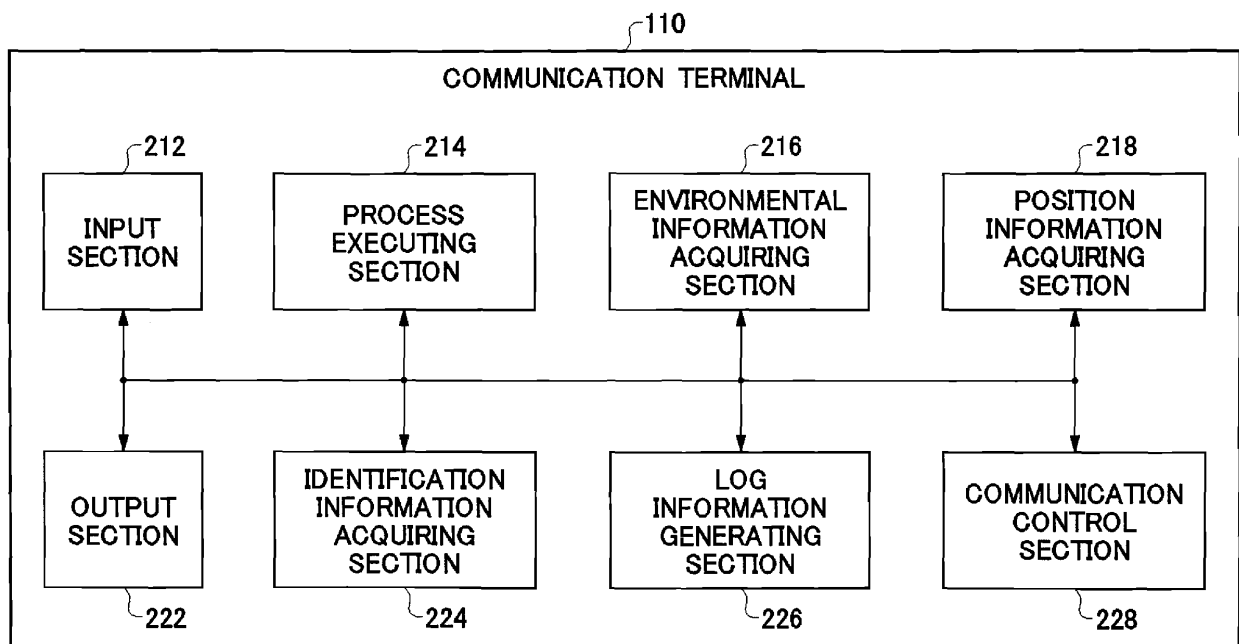 110
COMMUNICATION TERMINAL
212
INPUT
SECTION
214
PROCESS
EXECUTING
SECTION
216
ENVIRONMENTAL
INFORMATION
ACQUIRING
SECTION
218
POSITION
INFORMATION
ACQUIRING
SECTION
OUTPUT
SECTION
222
IDENTIFICATION
INFORMATION
ACQUIRING
SECTION
224
LOG
INFORMATION
GENERATING
SECTION
226
COMMUNICATION
CONTROL
SECTION
228